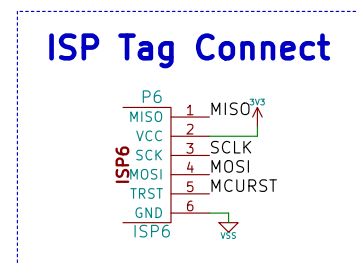 ISP Tag Connect
P6
MISO 1 MISO 3V3
VCC 2
SCK 3 SCLK
MOSI 4 MOSI
TRST 5 MCURST
GND 6
ISP6
ISP6
VSS